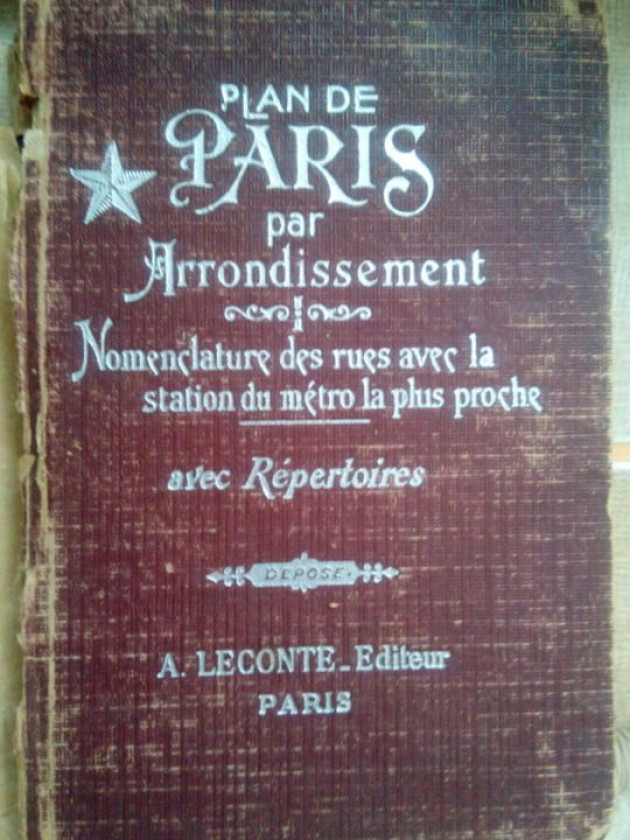 PLAN DE
PARIS
par
Arrondissement
Nomenclature des rues avec la
station du métro la plus proche
avec Répertoires
DEPOSE
A. LECONTE-Editeur
PARIS